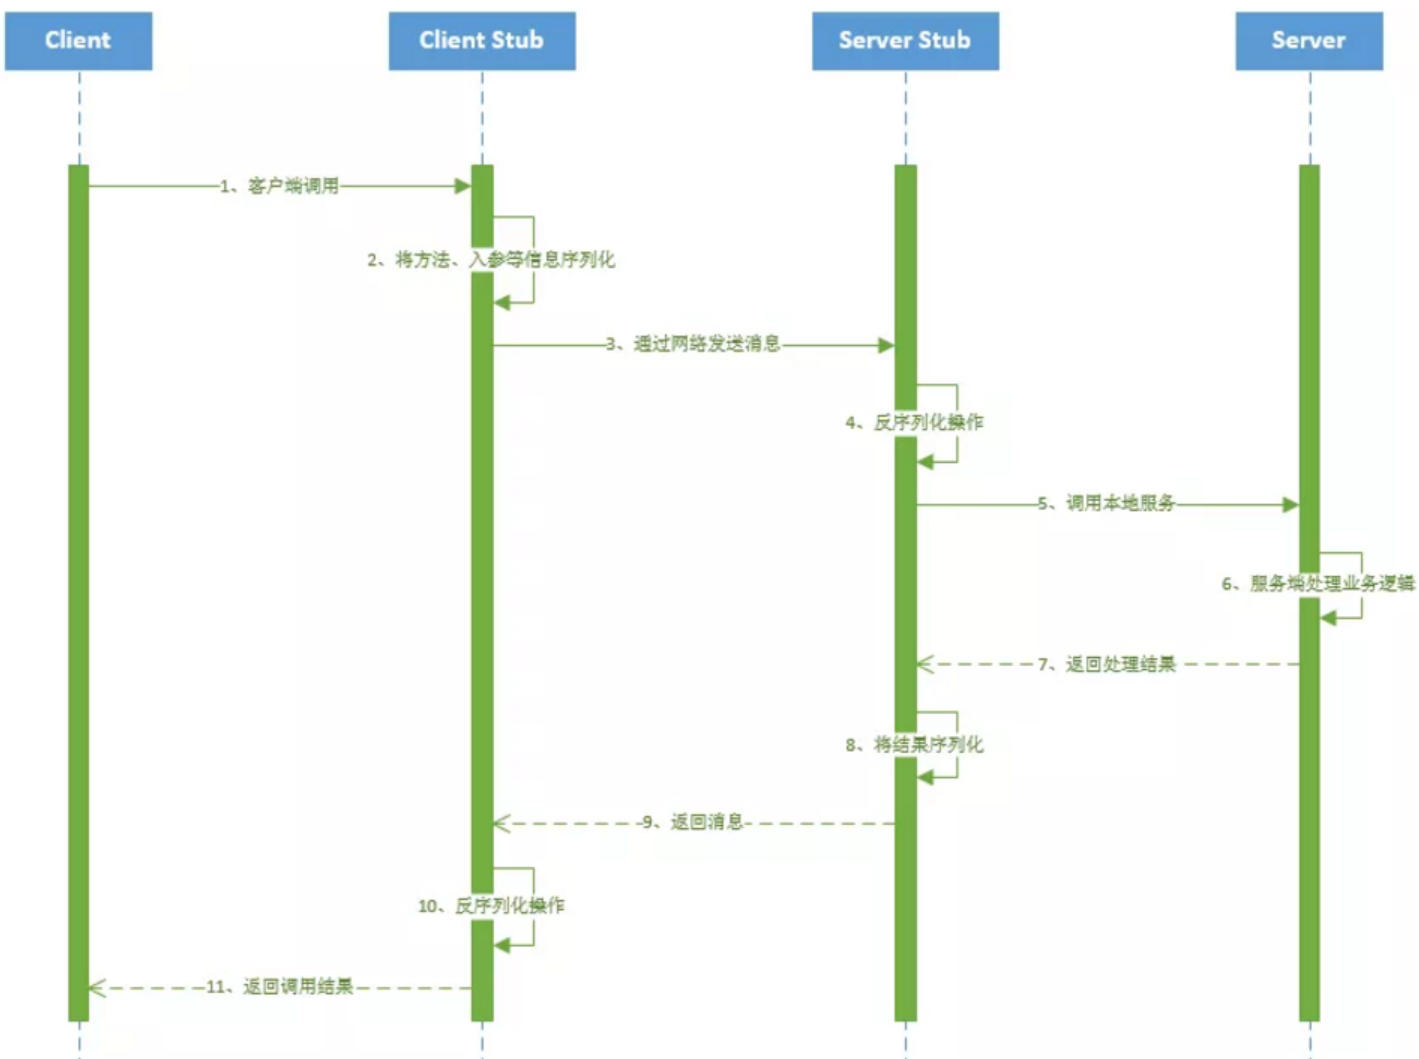 Client
Client Stub
Server Stub
Server
1、客户端调用
2、将方法、入参等信息序列化
3、通过网络发送消息
4、反序列化操作
5、调用本地服务
6、服务端处理业务逻辑
7、返回处理结果
8、将结果序列化
9、返回消息
10、反序列化操作
11、返回调用结果